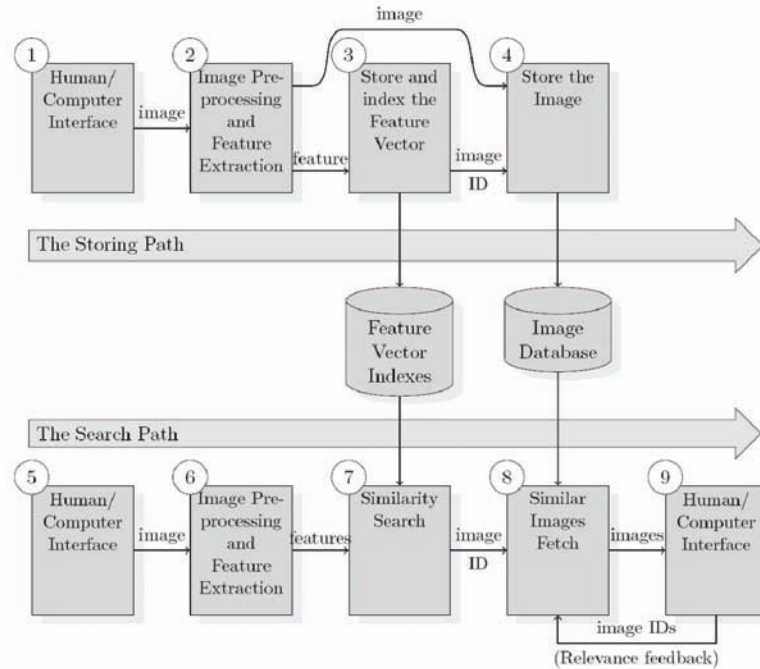 image
1
Human/
Computer
Interface
image
2
Image Pre-
processing
and
Feature
Extraction
feature
3
Store and
index the
Feature
Vector
image
ID
4
Store the
Image
The Storing Path
Feature
Vector
Indexes
Image
Database
The Search Path
5
Human/
Computer
Interface
image
6
Image Pre-
processing
and
Feature
Extraction
features
7
Similarity
Search
image
ID
8
Similar
Images
Fetch
images
9
Human/
Computer
Interface
image IDs
(Relevance feedback)